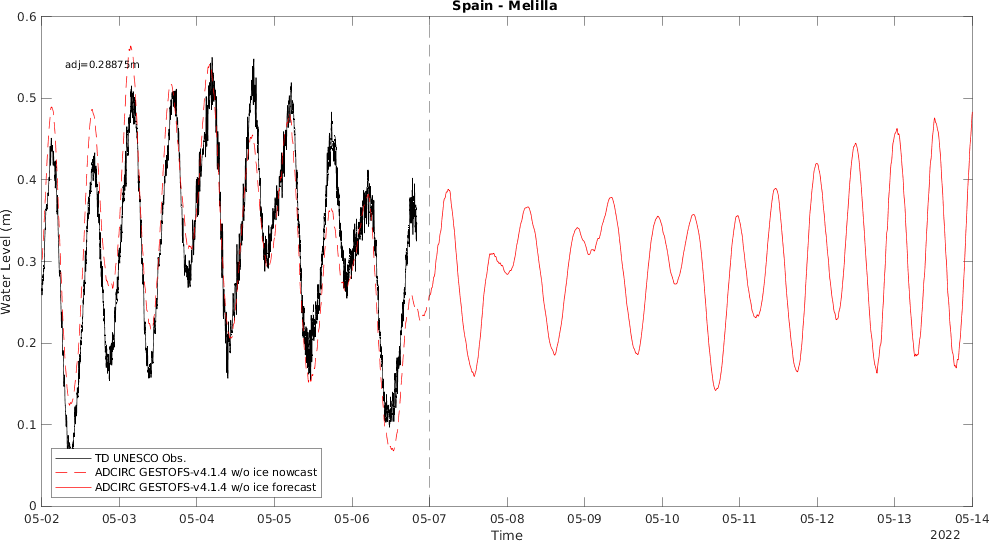 Spain - Melilla
adj=0.28875m
Water Level (m)
0.6
0.5
0.4
0.3
0.2
0.1
0
TD UNESCO Obs.
ADCIRC GESTOFS-v4.1.4 w/o ice nowcast
ADCIRC GESTOFS-v4.1.4 w/o ice forecast
05-02 05-03 05-04 05-05 05-06 05-07 05-08 05-09 05-10 05-11 05-12 05-13 05-14
Time
2022